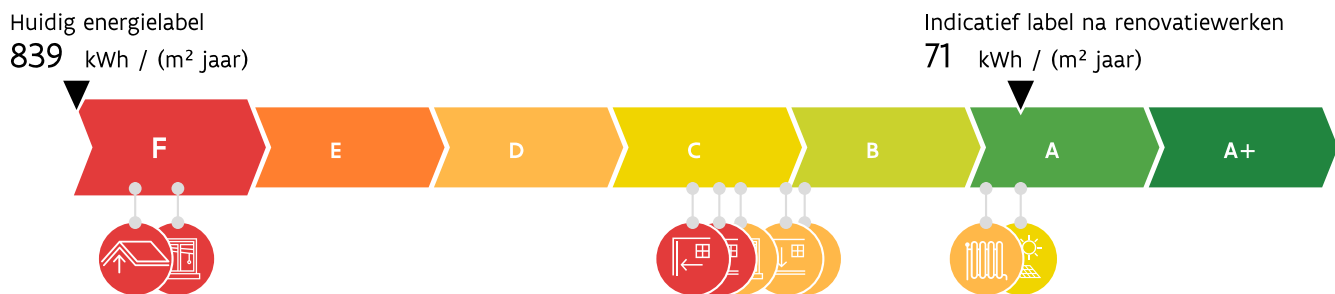 Huidig energielabel
839 kWh / (m² jaar)
Indicatief label na renovatiewerken
71 kWh / (m² jaar)
F E D C B A A+